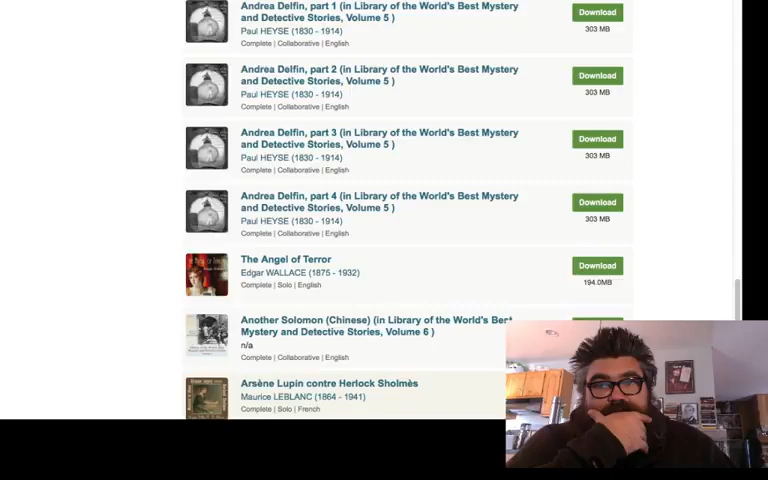 Andrea Delfin, part 1 (in Library of the World's Best Mystery
and Detective Stories, Volume 5 )
Download
Paul HEYSE (1830 - 1914)
303 MB
Complete | Collaborative | English
Andrea Delfin, part 2 (in Library of the World's Best Mystery
and Detective Stories, Volume 5 )
Download
Paul HEYSE (1830 - 1914)
303 MB
Complete | Collaborative | English
Andrea Delfin, part 3 (in Library of the World's Best Mystery
and Detective Stories, Volume 5 )
Download
Paul HEYSE (1830 - 1914)
303 MB
Complete | Collaborative | English
Andrea Delfin, part 4 (in Library of the World's Best Mystery
and Detective Stories, Volume 5 )
Download
Paul HEYSE (1830 - 1914)
303 MB
Complete | Collaborative | English
The Angel of Terror
Download
Edgar WALLACE (1875 - 1932)
194.0MB
Complete | Solo | English
Another Solomon (Chinese) (in Library of the World's Best
Mystery and Detective Stories, Volume 6 )
n/a
Complete | Collaborative | English
Arsène Lupin contre Herlock Sholmès
Maurice LEBLANC (1864 - 1941)
Complete | Solo | French